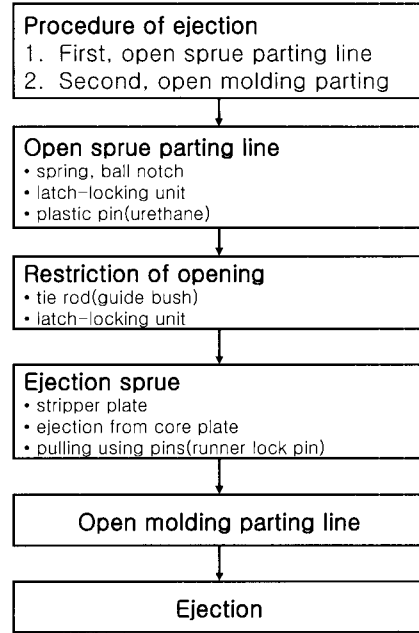 Procedure of ejection
1. First, open sprue parting line
2. Second, open molding parting
Open sprue parting line
• spring, ball notch
• latch-locking unit
• plastic pin(urethane)
Restriction of opening
• tie rod(guide bush)
• latch-locking unit
Ejection sprue
• stripper plate
• ejection from core plate
• pulling using pins(runner lock pin)
Open molding parting line
Ejection